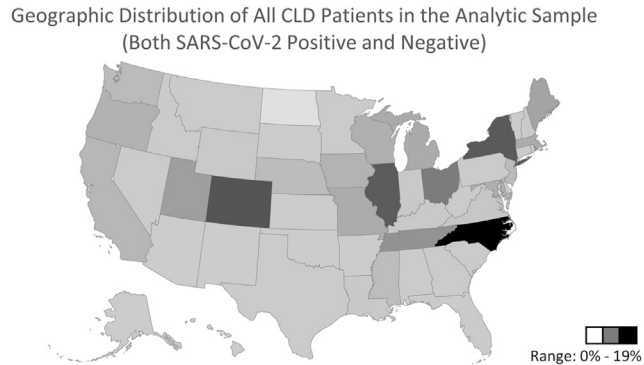 Geographic Distribution of All CLD Patients in the Analytic Sample
(Both SARS-CoV-2 Positive and Negative)
Range: 0% - 19%